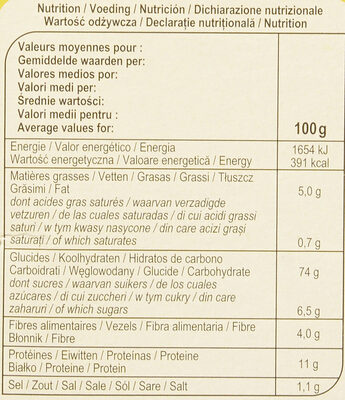 Nutrition / Voeding / Nutrición / Dichiarazione nutrizionale
Wartość odżywcza / Declarație nutrițională / Nutrition
Valeurs moyennes pour :
Gemiddelde waarden per:
Valores medios por:
Valori medi per:
Średnie wartości:
Valori medii pentru :
Average values for:
100 g
Energie / Valor energético / Energia
Wartość energetyczna / Valoare energetică / Energy
1654 kJ
391 kcal
Matières grasses / Vetten / Grasas / Grassi / Tłuszcz
Grăsimi / Fat
5,0 g
dont acides gras saturés / waarvan verzadigde
vetzuren / de las cuales saturadas / di cui acidi grassi
saturi / w tym kwasy nasycone / din care acizi grași
saturați / of which saturates
0,7 g
Glucides / Koolhydraten / Hidratos de carbono
Carboidrati / Węglowodany / Glucide / Carbohydrate
74 g
dont sucres / waarvan suikers / de los cuales
azúcares / di cui zuccheri / w tym cukry / din care
zaharuri / of which sugars
6,5 g
Fibres alimentaires / Vezels / Fibra alimentaria / Fibre
Błonnik / Fibre
4,0 g
Protéines / Eiwitten / Proteínas / Proteine
Białko / Proteine / Protein
11 g
Sel / Zout / Sal / Sale / Sól / Sare / Salt
1,1 g